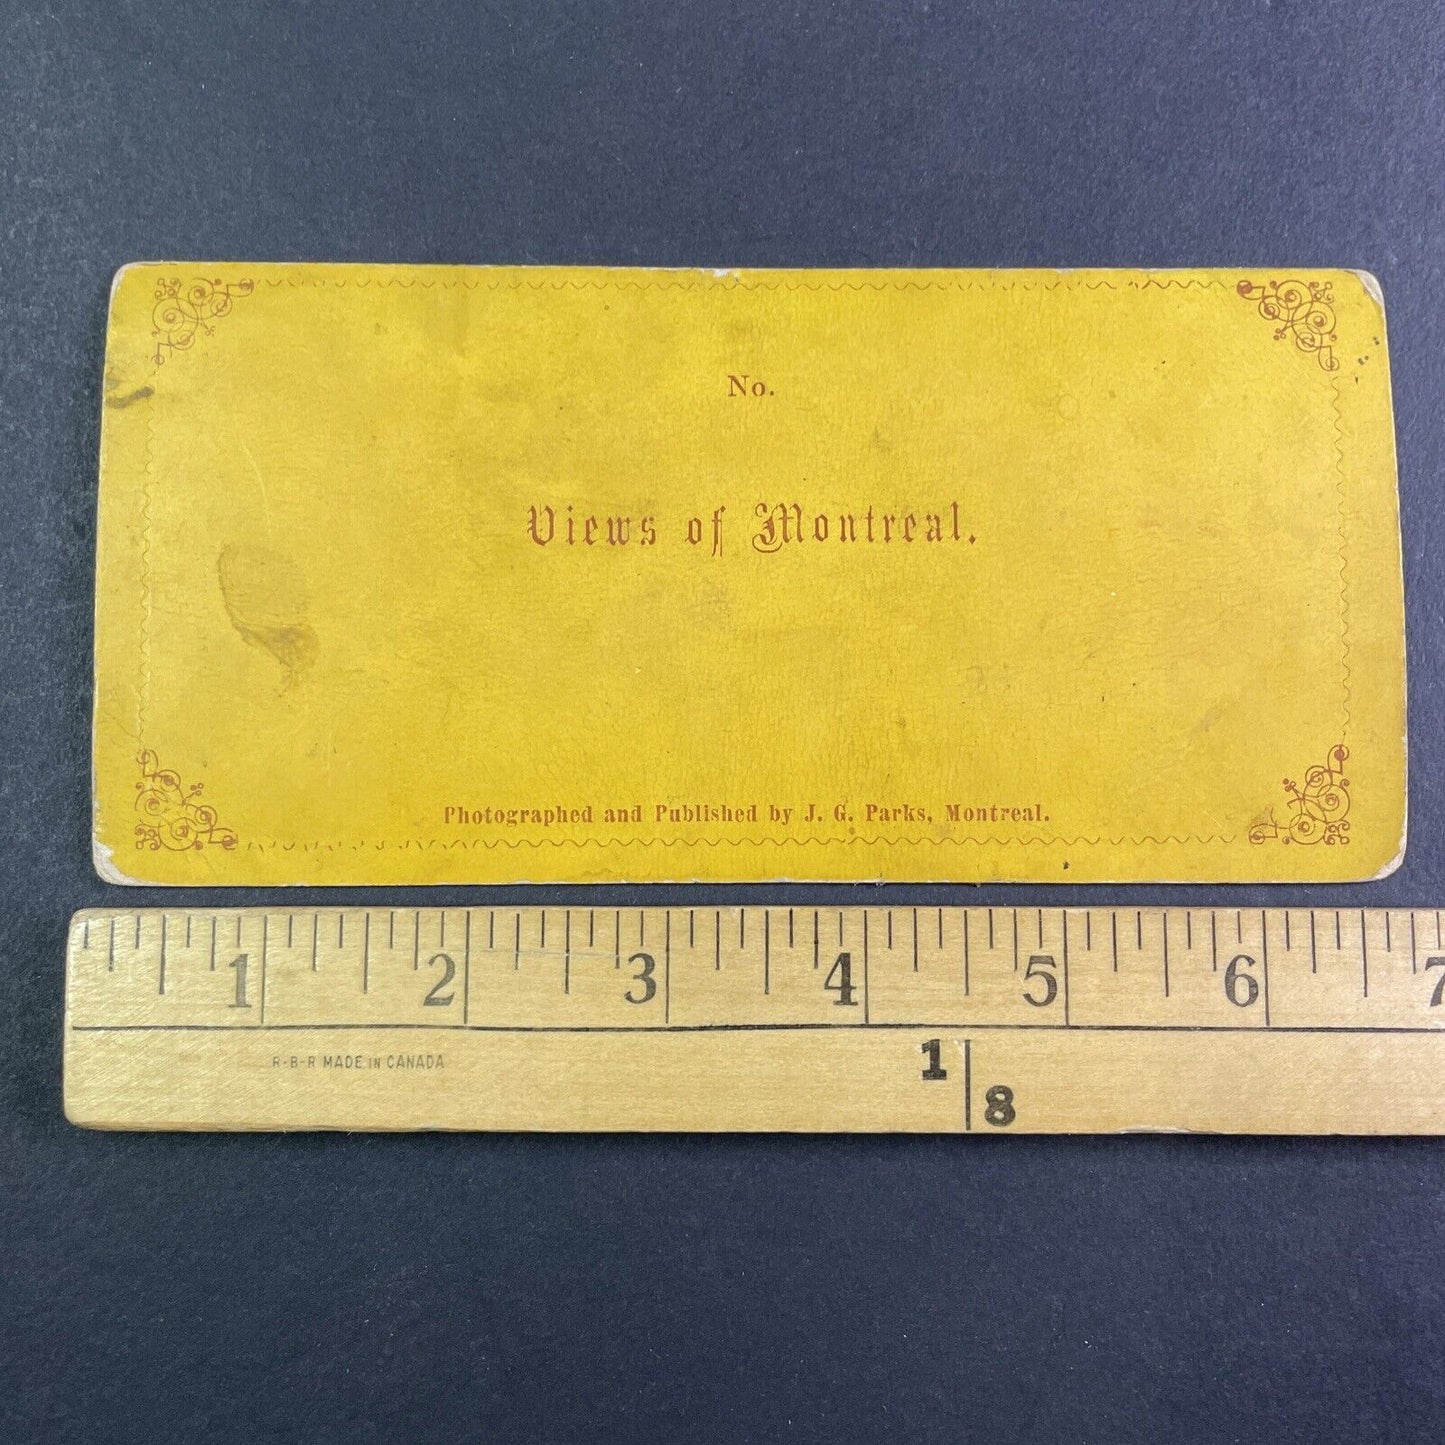 No.
Views of Montreal.
Photographed and Published by J. G. Parks, Montreal.
1 2 3 4 5 6 7
R-B-R MADE IN CANADA
1
8